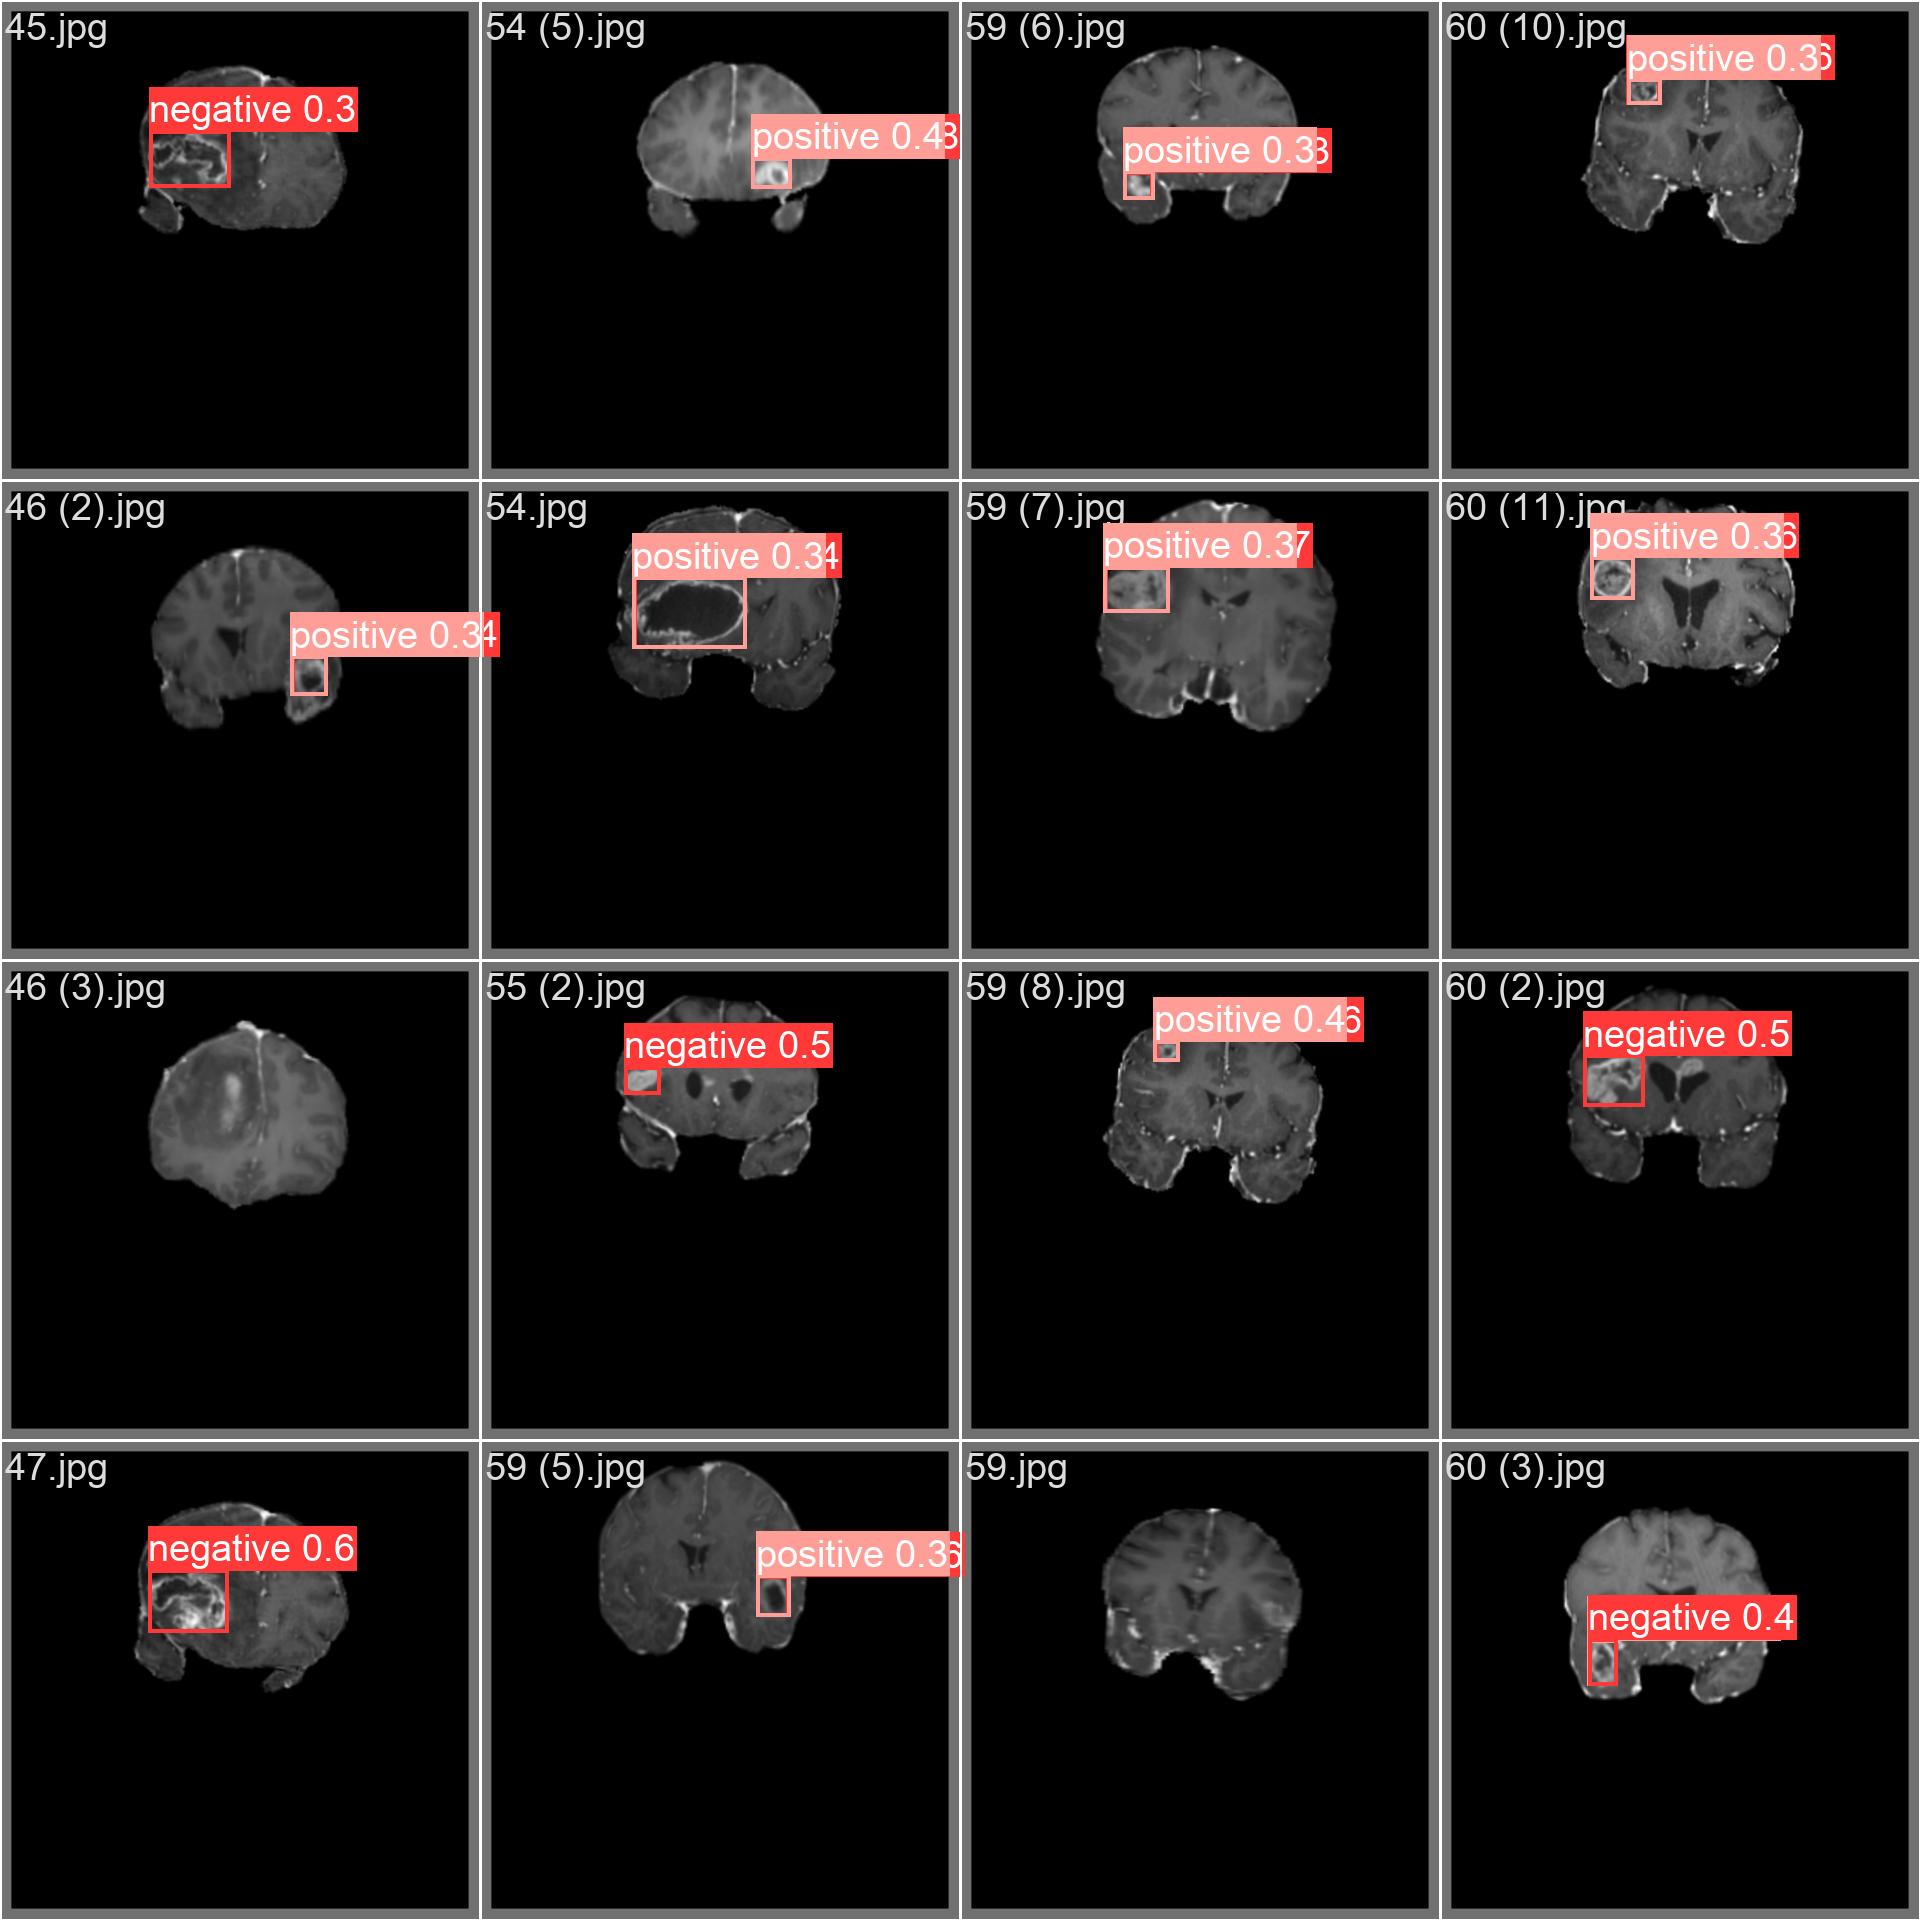 45.jpg
negative 0.3
54 (5).jpg
positive 0.4
59 (6).jpg
positive 0.3
60 (10).jpg
positive 0.3
46 (2).jpg
positive 0.3
54.jpg
positive 0.3
59 (7).jpg
positive 0.3
60 (11).jpg
positive 0.3
46 (3).jpg
55 (2).jpg
negative 0.5
59 (8).jpg
positive 0.4
60 (2).jpg
negative 0.5
47.jpg
negative 0.6
59 (5).jpg
positive 0.3
59.jpg
60 (3).jpg
negative 0.4